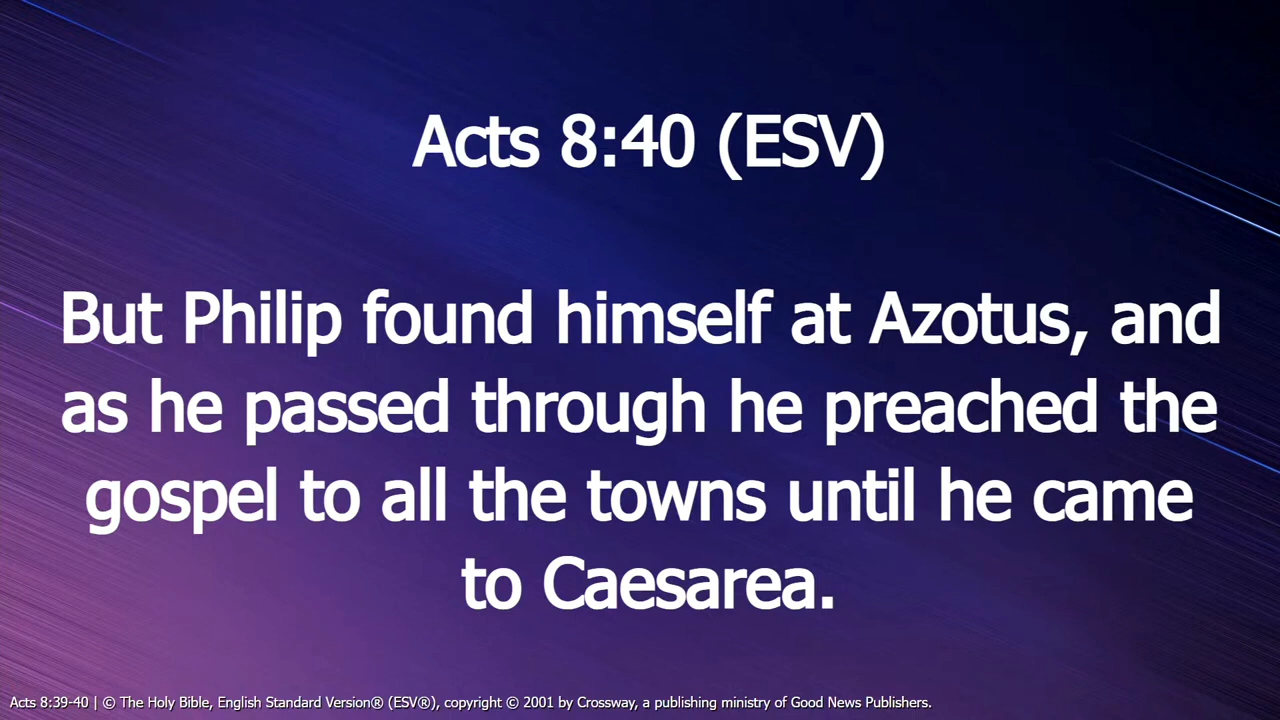 Acts 8:40 (ESV)
But Philip found himself at Azotus, and
as he passed through he preached the
gospel to all the towns until he came
to Caesarea.
Acts 8:39-40 | © The Holy Bible, English Standard Version® (ESV®), copyright © 2001 by Crossway, a publishing ministry of Good News Publishers.